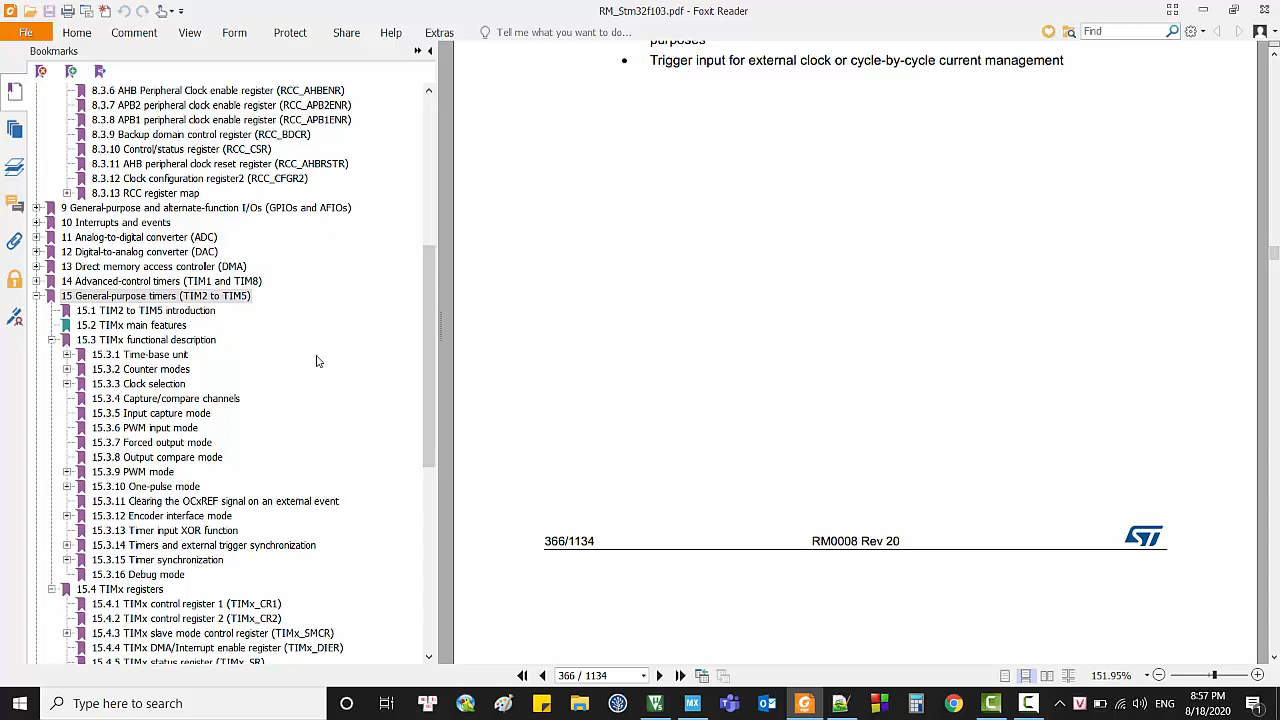 RM_Stm32f103.pdf - Foxit Reader
File Home Comment View Form Protect Share Help Extras Tell me what you want to do... Find
Bookmarks
8.3.6 AHB Peripheral Clock enable register (RCC_AHBENR)
8.3.7 APB2 peripheral clock enable register (RCC_APB2ENR)
8.3.8 APB1 peripheral clock enable register (RCC_APB1ENR)
8.3.9 Backup domain control register (RCC_BDCR)
8.3.10 Control/status register (RCC_CSR)
8.3.11 AHB peripheral clock reset register (RCC_AHBRSTR)
8.3.12 Clock configuration register2 (RCC_CFGR2)
8.3.13 RCC register map
9 General-purpose and alternate-function I/Os (GPIOs and AFIOs)
10 Interrupts and events
11 Analog-to-digital converter (ADC)
12 Digital-to-analog converter (DAC)
13 Direct memory access controller (DMA)
14 Advanced-control timers (TIM1 and TIM8)
15 General-purpose timers (TIM2 to TIM5)
15.1 TIM2 to TIM5 introduction
15.2 TIMx main features
15.3 TIMx functional description
15.3.1 Time-base unit
15.3.2 Counter modes
15.3.3 Clock selection
15.3.4 Capture/compare channels
15.3.5 Input capture mode
15.3.6 PWM input mode
15.3.7 Forced output mode
15.3.8 Output compare mode
15.3.9 PWM mode
15.3.10 One-pulse mode
15.3.11 Clearing the OCxREF signal on an external event
15.3.12 Encoder interface mode
15.3.13 Timer input XOR function
15.3.14 Timers and external trigger synchronization
15.3.15 Timer synchronization
15.3.16 Debug mode
15.4 TIMx registers
15.4.1 TIMx control register 1 (TIMx_CR1)
15.4.2 TIMx control register 2 (TIMx_CR2)
15.4.3 TIMx slave mode control register (TIMx_SMCR)
15.4.4 TIMx DMA/Interrupt enable register (TIMx_DIER)
15.4.5 TIMx status register (TIMx_SR)
purposes
• Trigger input for external clock or cycle-by-cycle current management
366/1134 RM0008 Rev 20
366 / 1134 151.95%
Type here to search
ENG 8:57 PM
8/18/2020